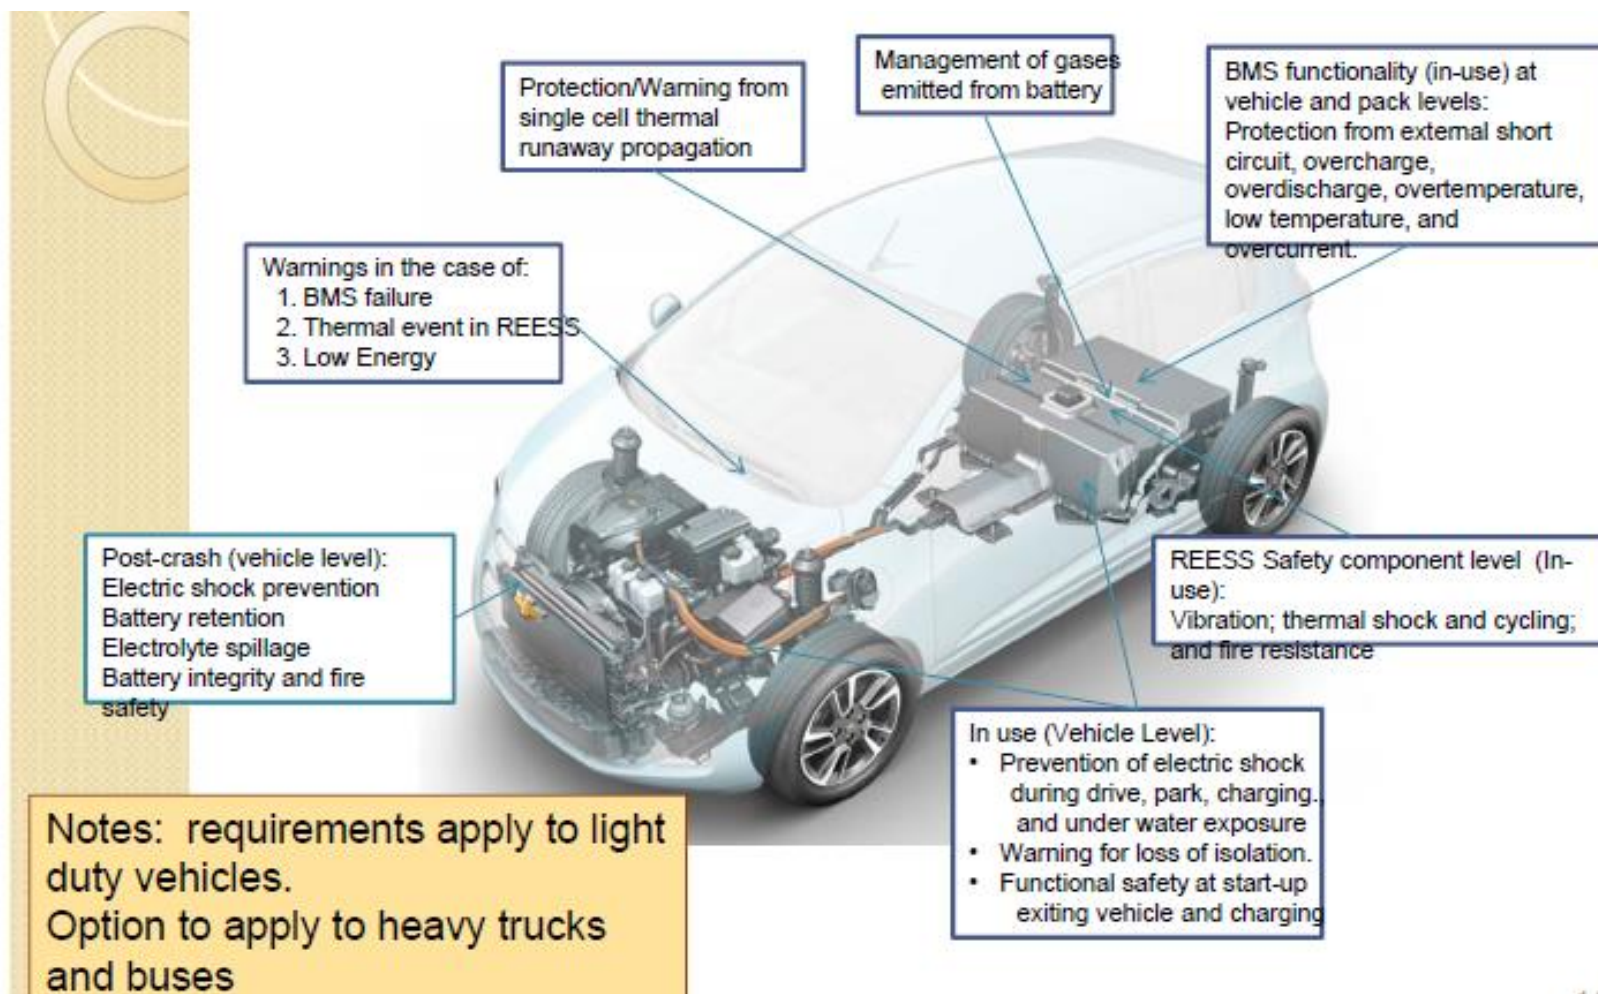 Protection/Warning from
single cell thermal
runaway propagation
Management of gases
emitted from battery
BMS functionality (in-use) at
vehicle and pack levels:
Protection from external short
circuit, overcharge,
overdischarge, overtemperature,
low temperature, and
overcurrent.
Warnings in the case of:
1. BMS failure
2. Thermal event in REESS
3. Low Energy
Post-crash (vehicle level):
Electric shock prevention
Battery retention
Electrolyte spillage
Battery integrity and fire
safety
REESS Safety component level (In-
use):
Vibration; thermal shock and cycling;
and fire resistance
In use (Vehicle Level):
• Prevention of electric shock
during drive, park, charging.,
and under water exposure
• Warning for loss of isolation.
• Functional safety at start-up
exiting vehicle and charging
Notes: requirements apply to light
duty vehicles.
Option to apply to heavy trucks
and buses